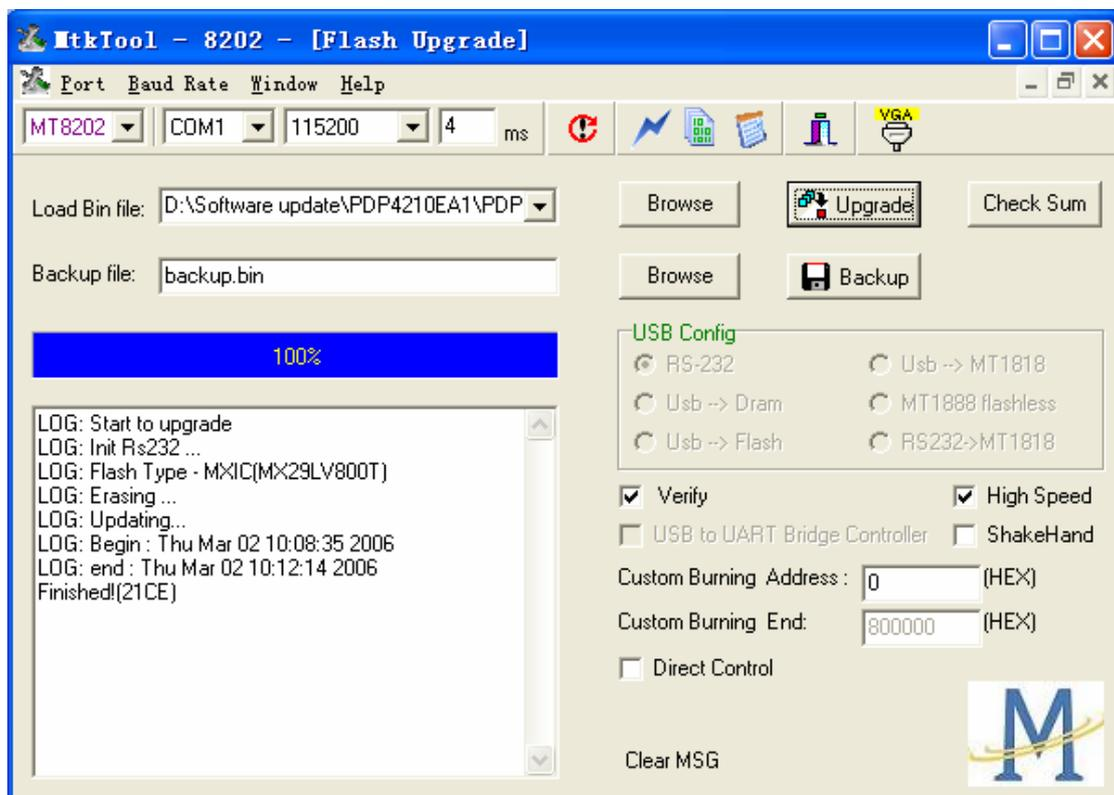 MtkTool - 8202 - [Flash Upgrade]
Port Baud Rate Window Help
MT8202 COM1 115200 4 ms VGA
Load Bin file: D:\Software update\PDP4210EA1\PDP Browse Upgrade Check Sum
Backup file: backup.bin Browse Backup
100%
USB Config
RS-232 Usb --> MT1818
Usb --> Dram MT1888 flashless
Usb --> Flash RS232->MT1818
LOG: Start to upgrade
LOG: Init Rs232 ...
LOG: Flash Type - MXIC(MX29LV800T)
LOG: Erasing ...
LOG: Updating...
LOG: Begin : Thu Mar 02 10:08:35 2006
LOG: end : Thu Mar 02 10:12:14 2006
Finished!(21CE)
Verify High Speed
USB to UART Bridge Controller ShakeHand
Custom Burning Address : 0 (HEX)
Custom Burning End: 800000 (HEX)
Direct Control
Clear MSG
M